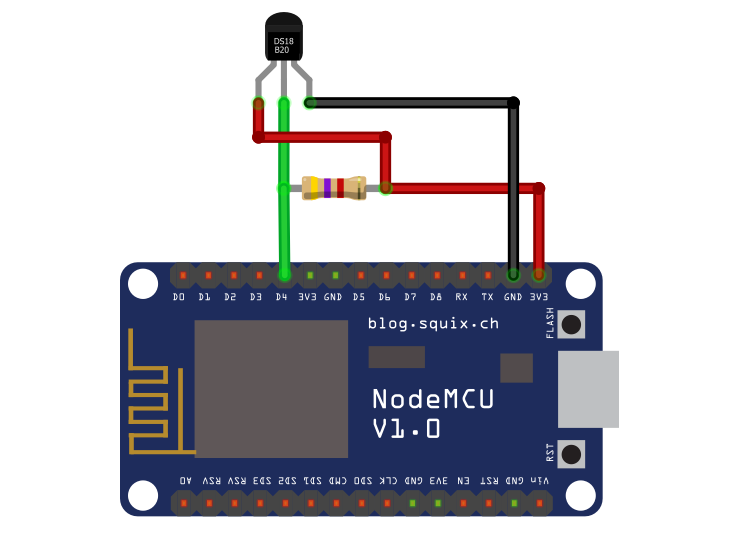 DS18
B20
D0 D1 D2 D3 D4 3V3 GND D5 D6 D7 D8 RX TX GND 3V3
blog.squix.ch
FLASH
NodeMCU
V1.0
RST
A0 RSV RSV SD3 SD2 SD1 CMD SD0 CLK GND 3V3 EN RST GND Vin